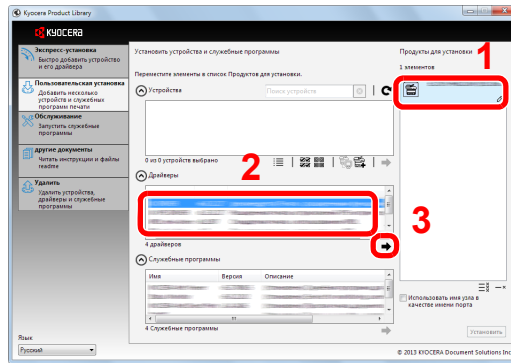 Kyocera Product Library
KYOCERA
Экспресс-установка
Быстро добавить устройство
и его драйвера
Пользовательская установка
Добавить несколько
устройств и служебных
программ печати
Обслуживание
Запустить служебные
программы
другие документы
Читать инструкции и файлы
readme
Удалить
Удалить устройства,
драйверы и служебные
программы
Язык
Русский
Установить устройства и служебные программы
Переместите элементы в список Продуктов для установки.
Устройства
Поиск устройств
0 из 0 устройств выбрано
2
Драйверы
3
4 драйверов
Служебные программы
Имя Версия Описание
4 Служебные программы
Продукты для установки
1
1 элементов
Использовать имя узла в
качестве имени порта
Установить
© 2013 KYOCERA Document Solutions Inc.